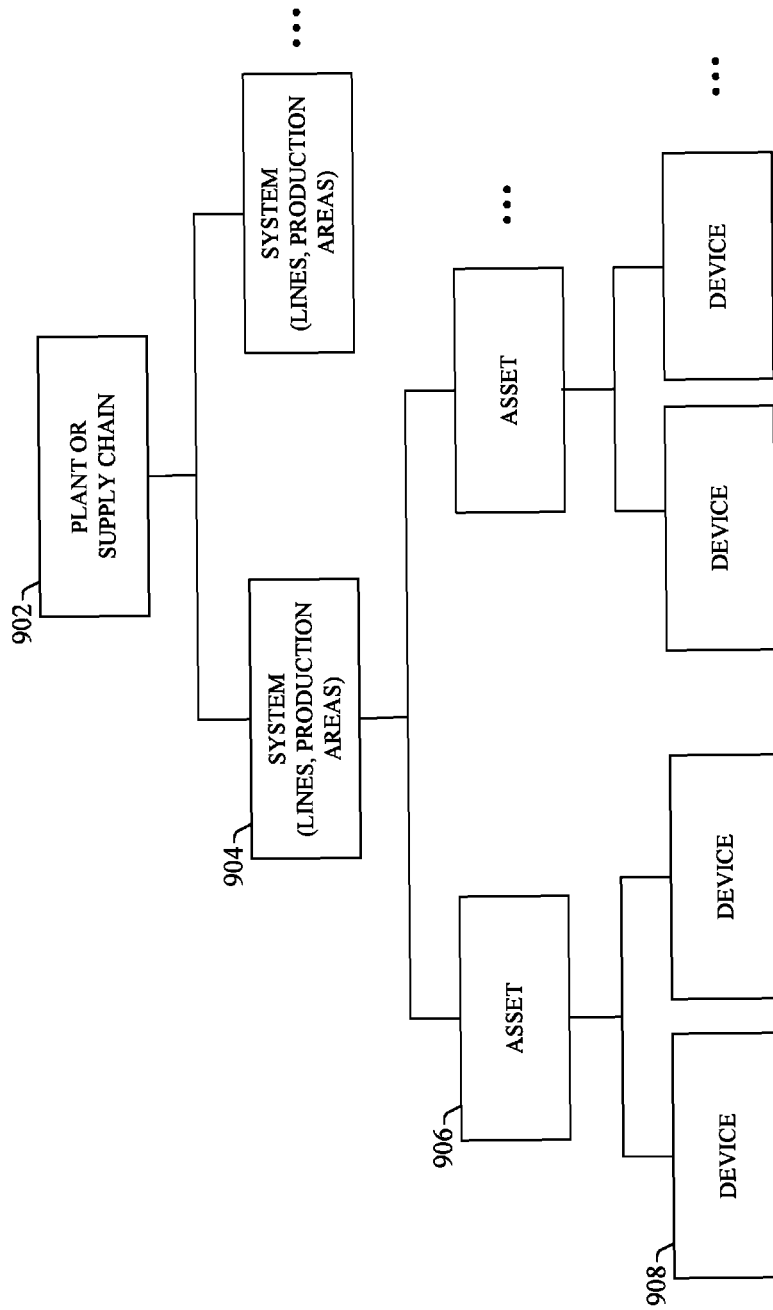 902
PLANT OR
SUPPLY CHAIN
904
SYSTEM
(LINES, PRODUCTION
AREAS)
SYSTEM
(LINES, PRODUCTION
AREAS)
...
906
ASSET
ASSET
...
908
DEVICE
DEVICE
DEVICE
DEVICE
...